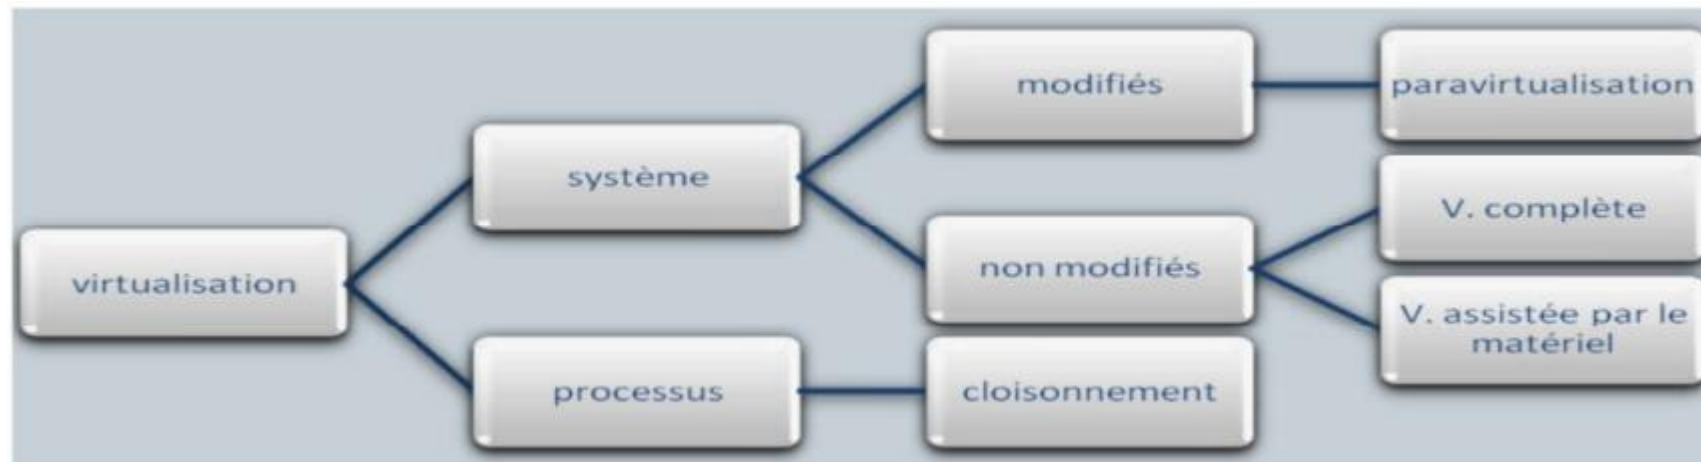 virtualisation
système
processus
modifiés
non modifiés
cloisonnement
paravirtualisation
V. complète
V. assistée par le
matériel